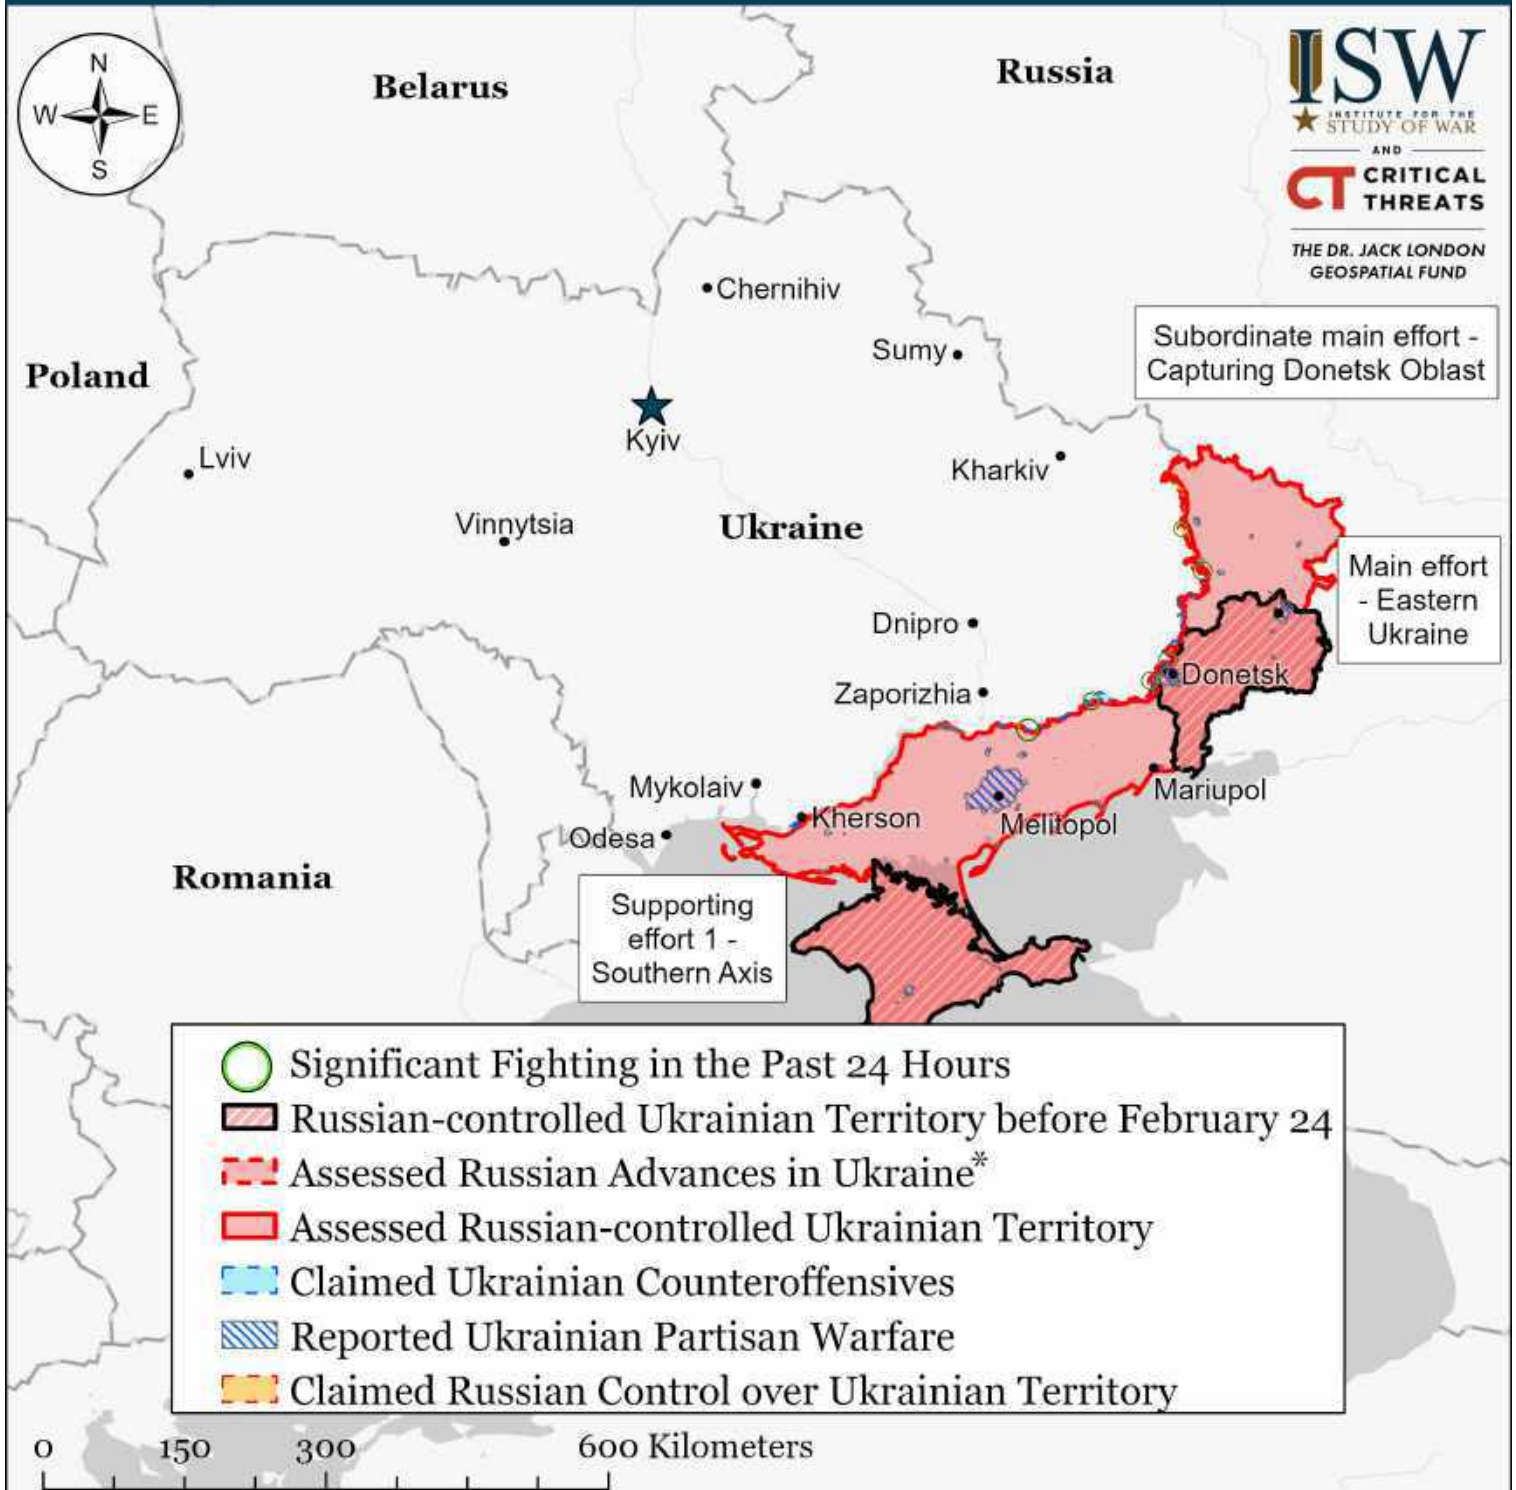 N
W
E
S
Belarus
Russia
ISW
INSTITUTE FOR THE
STUDY OF WAR
AND
CT CRITICAL
THREATS
THE DR. JACK LONDON
GEOSPATIAL FUND
Chernihiv
Subordinate main effort -
Capturing Donetsk Oblast
Sumy
Poland
Kyiv
Lviv
Kharkiv
Vinnytsia
Ukraine
Main effort
- Eastern
Ukraine
Dnipro
Donetsk
Zaporizhia
Mykolaiv
Mariupol
Kherson
Melitopol
Odesa
Romania
Supporting
effort 1 -
Southern Axis
Significant Fighting in the Past 24 Hours
Russian-controlled Ukrainian Territory before February 24
Assessed Russian Advances in Ukraine*
Assessed Russian-controlled Ukrainian Territory
Claimed Ukrainian Counteroffensives
Reported Ukrainian Partisan Warfare
Claimed Russian Control over Ukrainian Territory
0 150 300 600 Kilometers